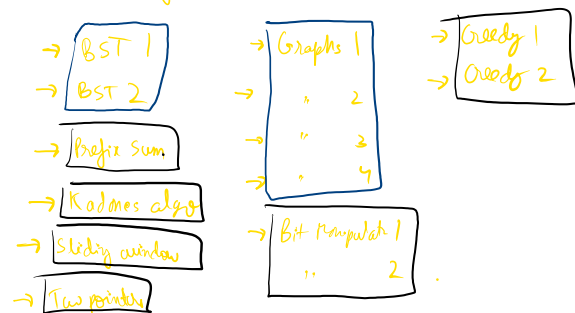 → BST 1
→ BST 2
→ Prefix Sum
→ Kadanes algo
→ Sliding window
→ Two pointers
→ Graphs 1
→ " 2
→ " 3
→ " 4
→ Bit Manipulatn 1
" 2
→ Greedy 1
→ Greedy 2